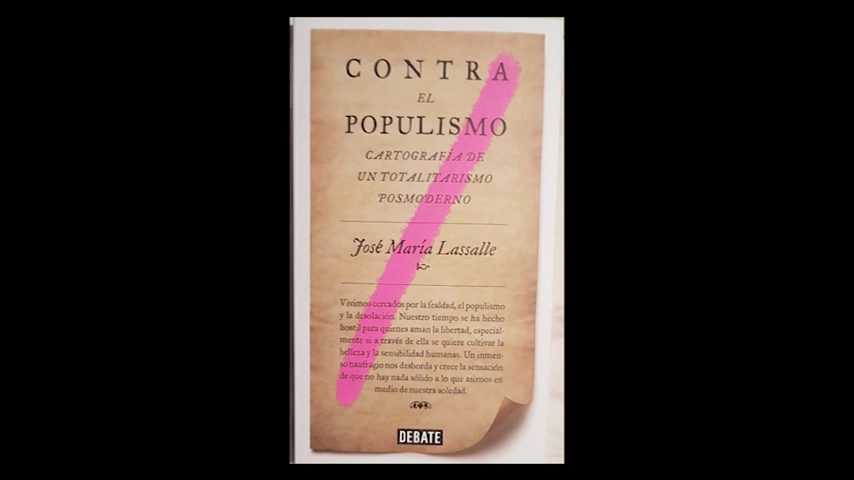 CONTRA
EL
POPULISMO
CARTOGRAFÍA DE
UN TOTALITARISMO
POSMODERNO
José María Lassalle
Vivimos cercados por la fealdad, el populismo
y la desolación. Nuestro tiempo se ha hecho
hostil para quienes aman la libertad, especial-
mente si a través de ella se quiere cultivar la
belleza y la sensibilidad humanas. Un inmen-
so naufragio nos desborda y crece la sensación
de que no hay nada sólido a lo que asirnos en
medio de nuestra soledad.
DEBATE